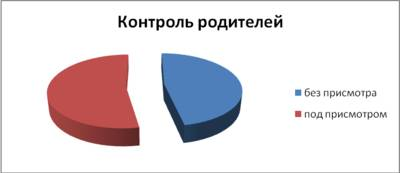 Контроль родителей
без присмотра
под присмотром